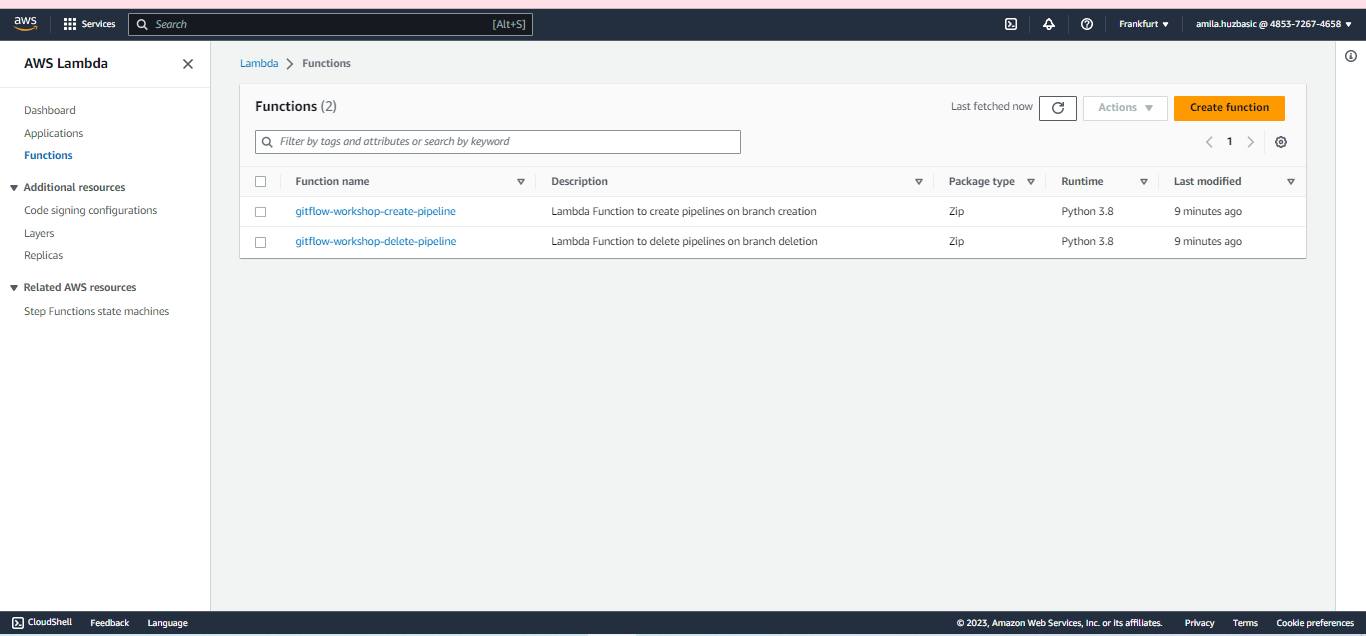 aws Services Search [Alt+S] Frankfurt amila.huzbasic @ 4853-7267-4658
AWS Lambda
Dashboard
Applications
Functions
Additional resources
Code signing configurations
Layers
Replicas
Related AWS resources
Step Functions state machines
Lambda Functions
Functions (2) Last fetched now Actions Create function
Filter by tags and attributes or search by keyword 1
Function name Description Package type Runtime Last modified
gitflow-workshop-create-pipeline Lambda Function to create pipelines on branch creation Zip Python 3.8 9 minutes ago
gitflow-workshop-delete-pipeline Lambda Function to delete pipelines on branch deletion Zip Python 3.8 9 minutes ago
CloudShell Feedback Language © 2023, Amazon Web Services, Inc. or its affiliates. Privacy Terms Cookie preferences